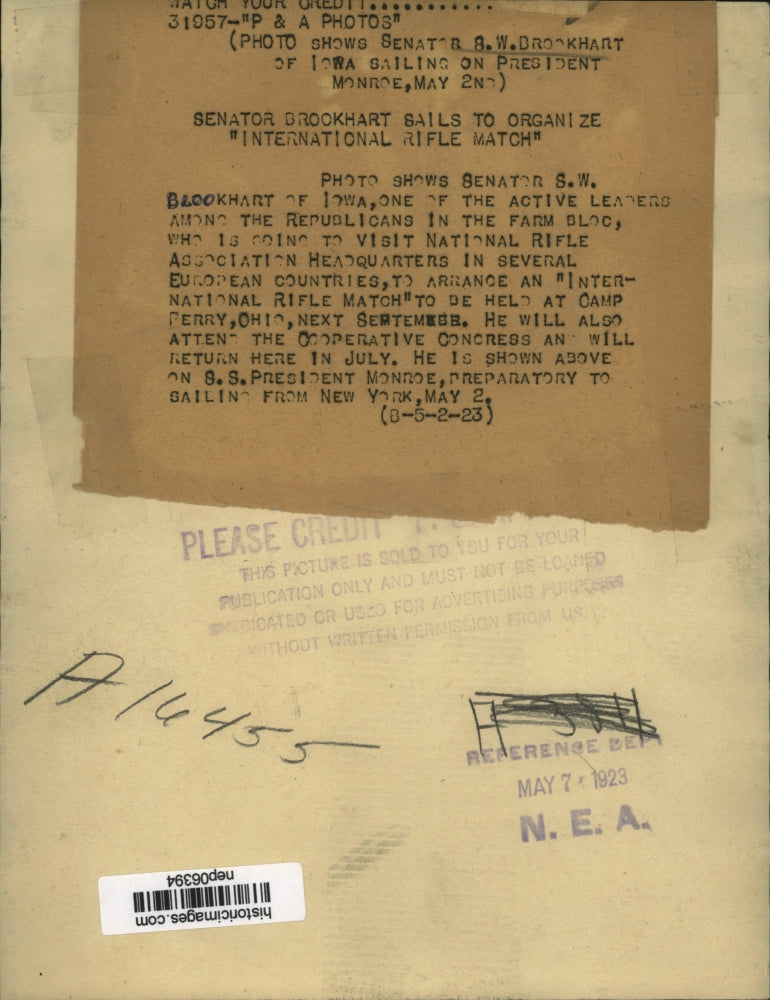 WATCH YOUR CREDIT............
31957-"P & A PHOTOS"
(PHOTO SHOWS SENATOR S.W.BROOKHART
OF IOWA SAILING ON PRESIDENT
MONROE,MAY 2ND)
SENATOR BROOKHART SAILS TO ORGANIZE
"INTERNATIONAL RIFLE MATCH"
PHOTO SHOWS SENATOR S.W.
BROOKHART OF IOWA,ONE OF THE ACTIVE LEADERS
AMONG THE REPUBLICANS IN THE FARM BLOC,
WHO IS GOING TO VISIT NATIONAL RIFLE
ASSOCIATION HEADQUARTERS IN SEVERAL
EUROPEAN COUNTRIES,TO ARRANGE AN "INTER-
NATIONAL RIFLE MATCH"TO BE HELD AT CAMP
PERRY,OHIO,NEXT SEPTEMBER. HE WILL ALSO
ATTEND THE COOPERATIVE CONGRESS AND WILL
RETURN HERE IN JULY. HE IS SHOWN ABOVE
ON S.S.PRESIDENT MONROE,PREPARATORY TO
SAILING FROM NEW YORK,MAY 2.
(B-5-2-23)
PLEASE CREDIT
THIS PICTURE IS SOLD TO YOU FOR YOUR
PUBLICATION ONLY AND MUST NOT BE LOANED
SYNDICATED OR USED FOR ADVERTISING PURPOSES
WITHOUT WRITTEN PERMISSION FROM US
A16455
REFERENCE DEPT
MAY 7 1923
N. E. A.
historicimages.com
nep06394